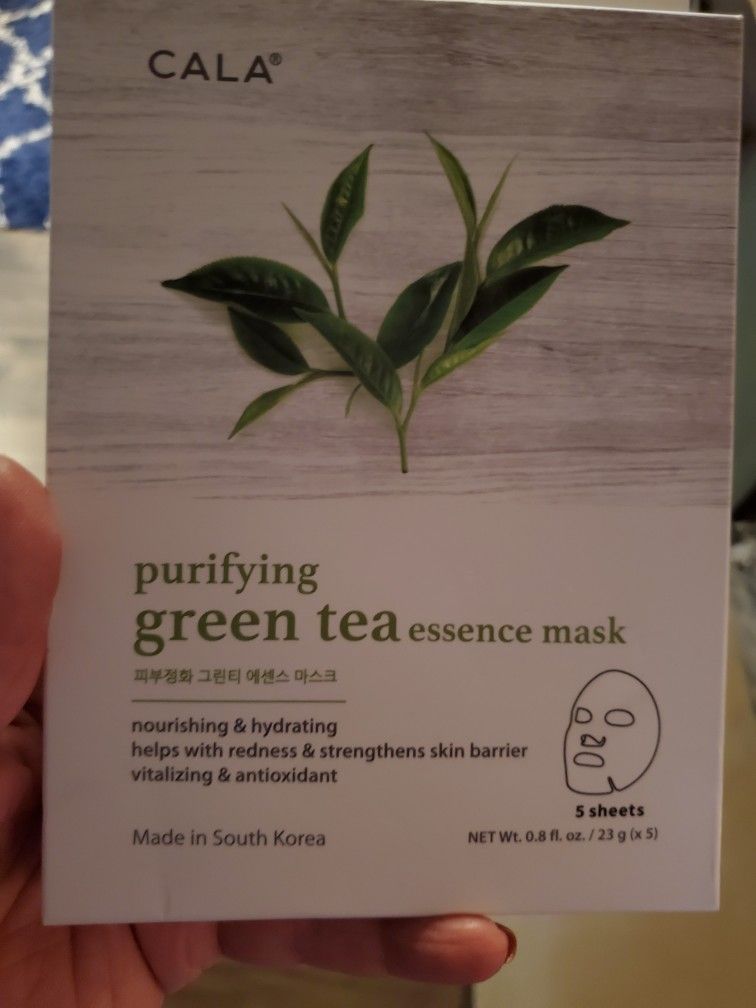 CALA®
purifying
green tea essence mask
피부정화 그린티 에센스 마스크
nourishing & hydrating
helps with redness & strengthens skin barrier
vitalizing & antioxidant
5 sheets
Made in South Korea
NET Wt. 0.8 fl. oz. / 23 g (x 5)